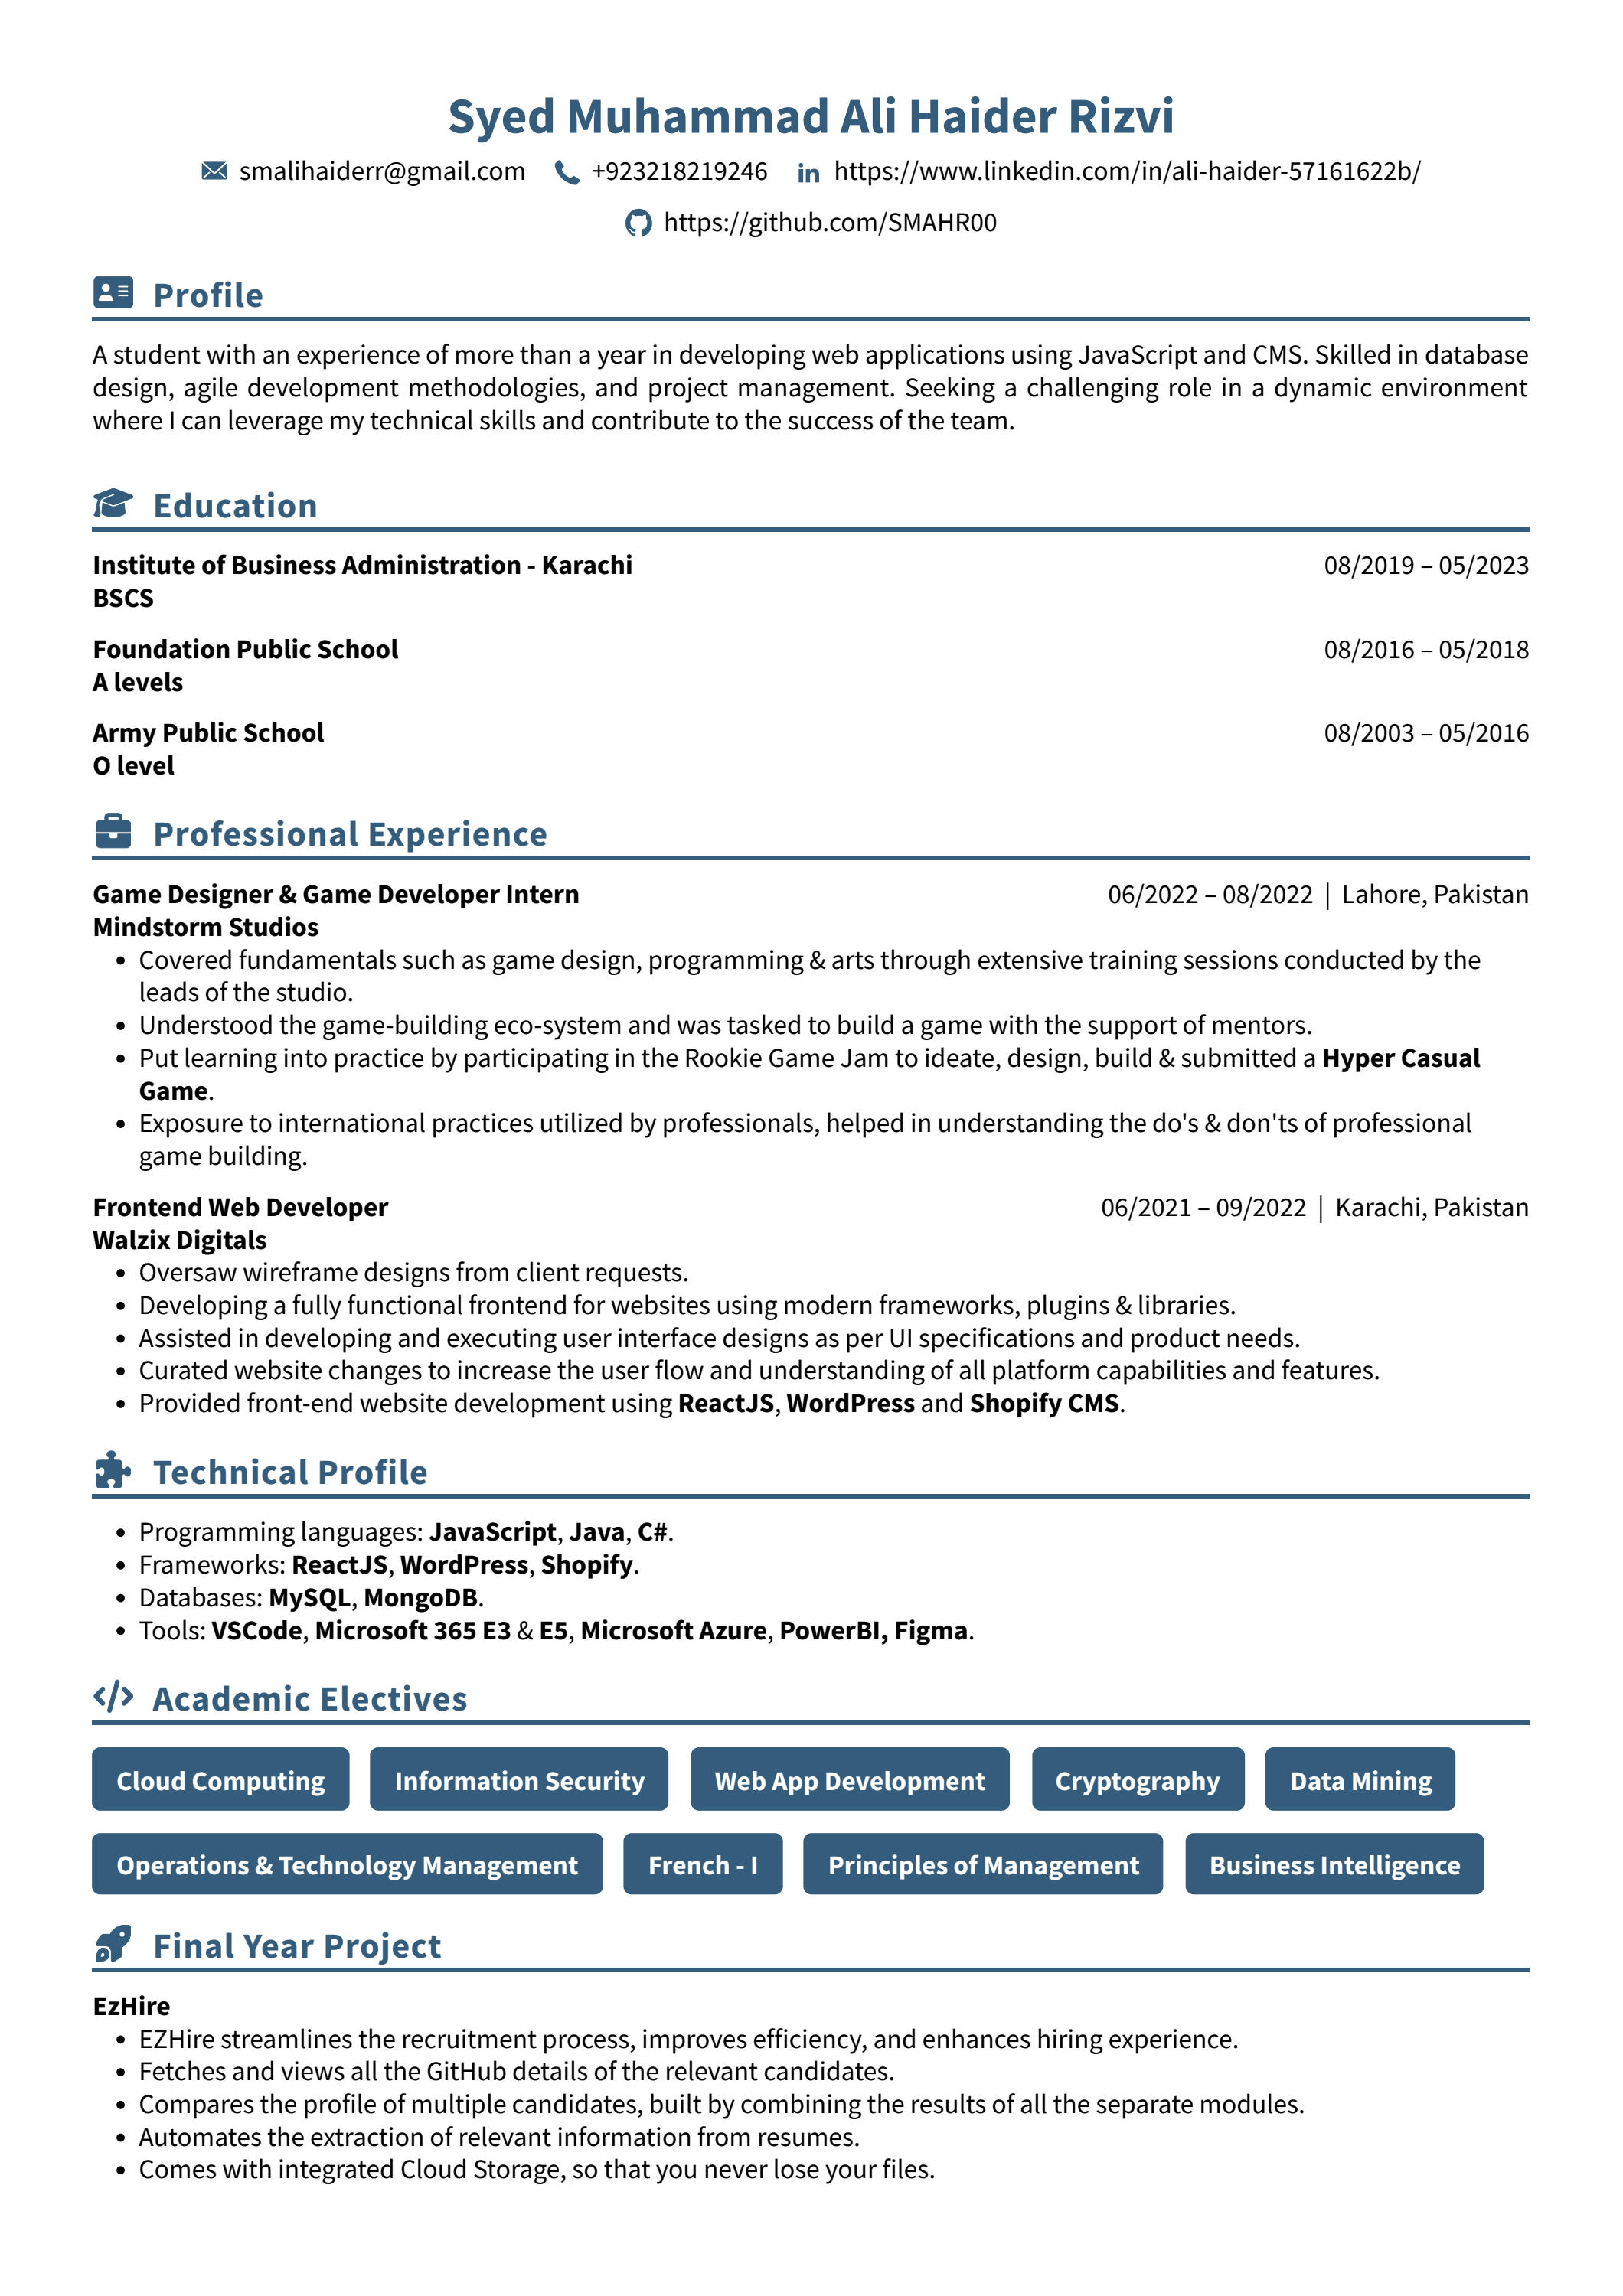 Syed Muhammad Ali Haider Rizvi
smalihaiderr@gmail.com +923218219246 https://www.linkedin.com/in/ali-haider-57161622b/
https://github.com/SMAHR00
Profile
A student with an experience of more than a year in developing web applications using JavaScript and CMS. Skilled in database
design, agile development methodologies, and project management. Seeking a challenging role in a dynamic environment
where I can leverage my technical skills and contribute to the success of the team.
Education
Institute of Business Administration - Karachi 08/2019 – 05/2023
BSCS
Foundation Public School 08/2016 – 05/2018
A levels
Army Public School 08/2003 – 05/2016
O level
Professional Experience
Game Designer & Game Developer Intern 06/2022 – 08/2022 | Lahore, Pakistan
Mindstorm Studios
• Covered fundamentals such as game design, programming & arts through extensive training sessions conducted by the
leads of the studio.
• Understood the game-building eco-system and was tasked to build a game with the support of mentors.
• Put learning into practice by participating in the Rookie Game Jam to ideate, design, build & submitted a Hyper Casual
Game.
• Exposure to international practices utilized by professionals, helped in understanding the do's & don'ts of professional
game building.
Frontend Web Developer 06/2021 – 09/2022 | Karachi, Pakistan
Walzix Digitals
• Oversaw wireframe designs from client requests.
• Developing a fully functional frontend for websites using modern frameworks, plugins & libraries.
• Assisted in developing and executing user interface designs as per UI specifications and product needs.
• Curated website changes to increase the user flow and understanding of all platform capabilities and features.
• Provided front-end website development using ReactJS, WordPress and Shopify CMS.
Technical Profile
• Programming languages: JavaScript, Java, C#.
• Frameworks: ReactJS, WordPress, Shopify.
• Databases: MySQL, MongoDB.
• Tools: VSCode, Microsoft 365 E3 & E5, Microsoft Azure, PowerBI, Figma.
Academic Electives
Cloud Computing Information Security Web App Development Cryptography Data Mining
Operations & Technology Management French - I Principles of Management Business Intelligence
Final Year Project
EzHire
• EZHire streamlines the recruitment process, improves efficiency, and enhances hiring experience.
• Fetches and views all the GitHub details of the relevant candidates.
• Compares the profile of multiple candidates, built by combining the results of all the separate modules.
• Automates the extraction of relevant information from resumes.
• Comes with integrated Cloud Storage, so that you never lose your files.